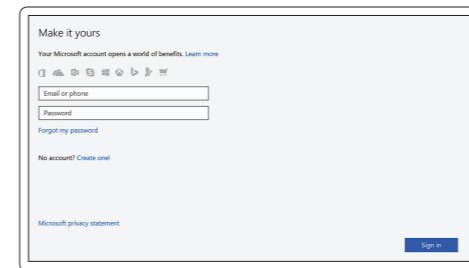 Make it yours
Your Microsoft account opens a world of benefits. Learn more
Email or phone
Password
Forgot my password
No account? Create one!
Microsoft privacy statement
Sign in